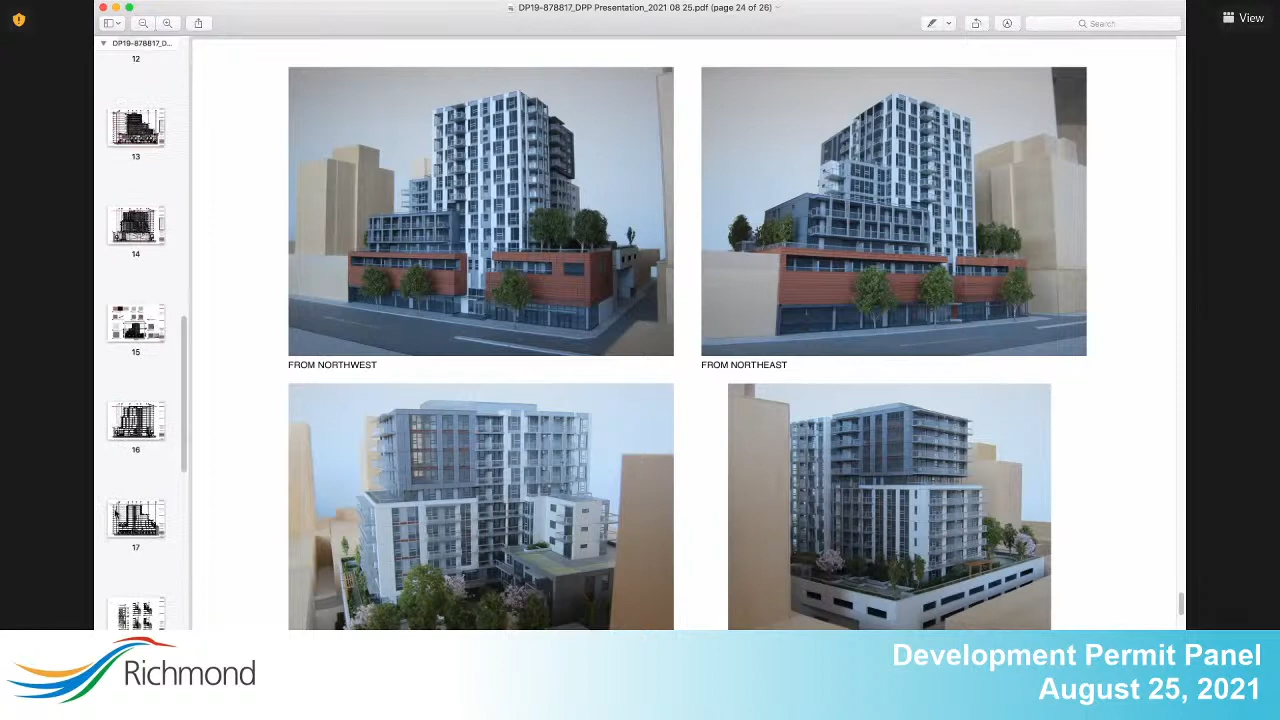 DP19-878817_DPP Presentation_2021 08 25.pdf (page 24 of 26)
View
Search
DP19-878817_D...
12
13
14
15
16
17
FROM NORTHWEST
FROM NORTHEAST
Richmond
Development Permit Panel
August 25, 2021